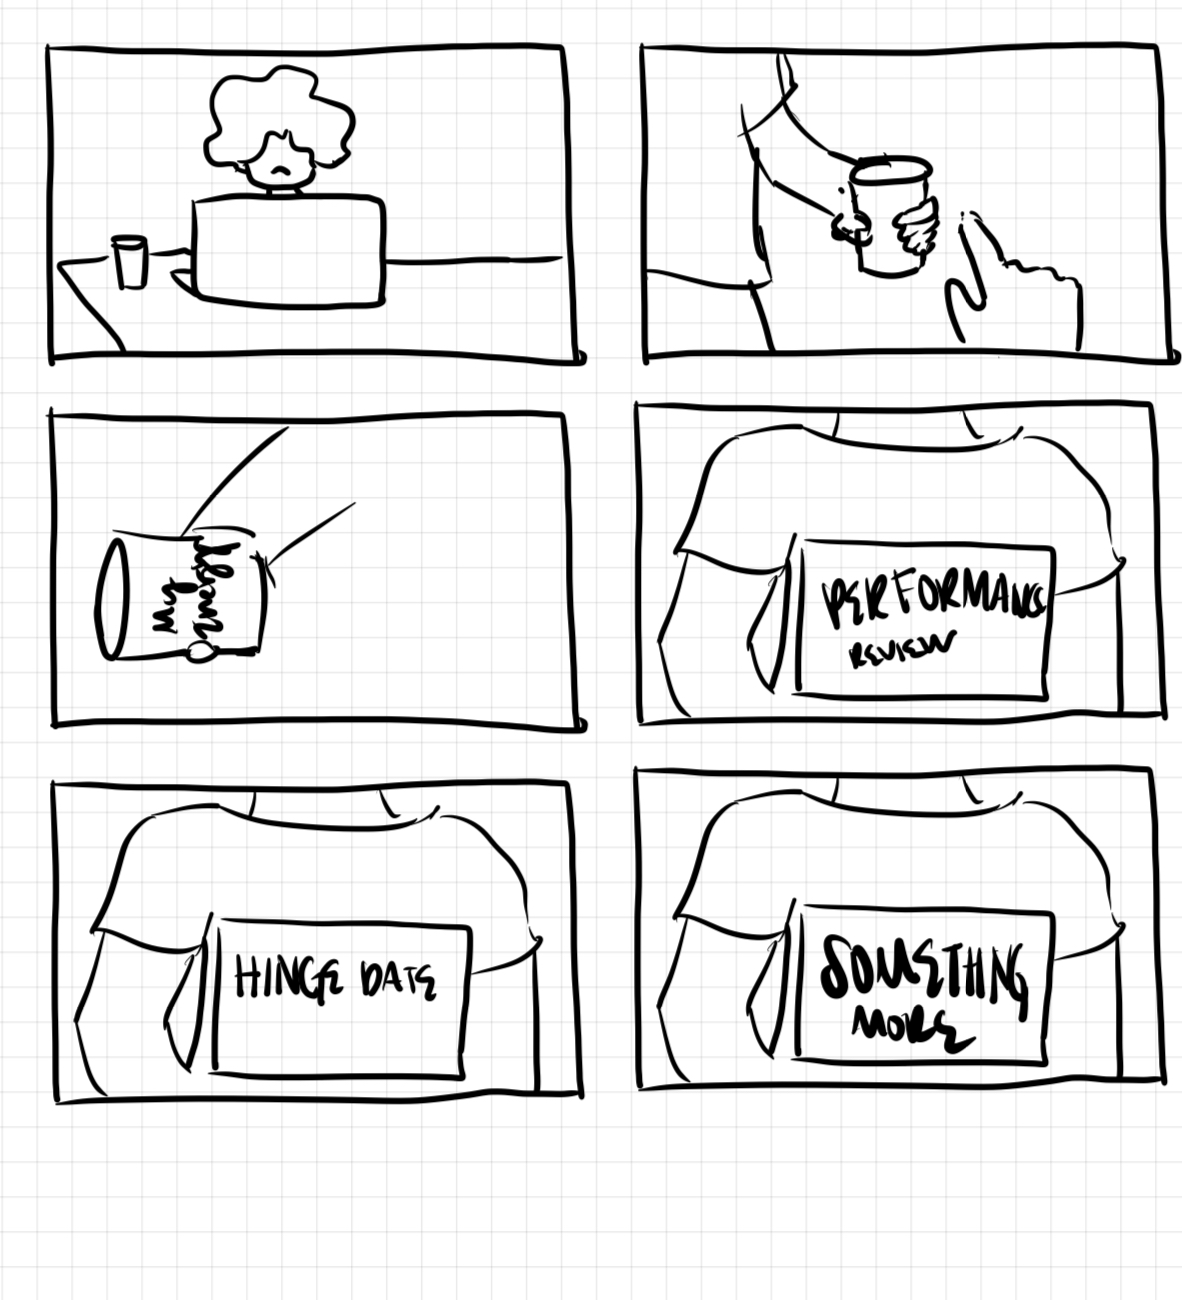 my
PERFORMANCE
REVIEW
HINGE DATE
SOMETHING
MORE